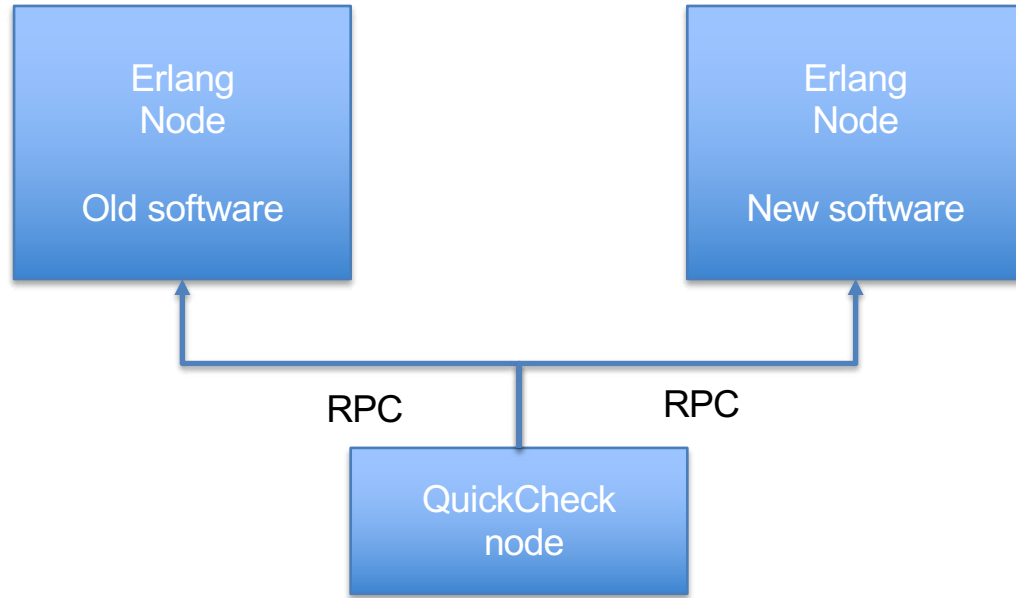 Erlang
Node
Old software
Erlang
Node
New software
RPC
RPC
QuickCheck
node